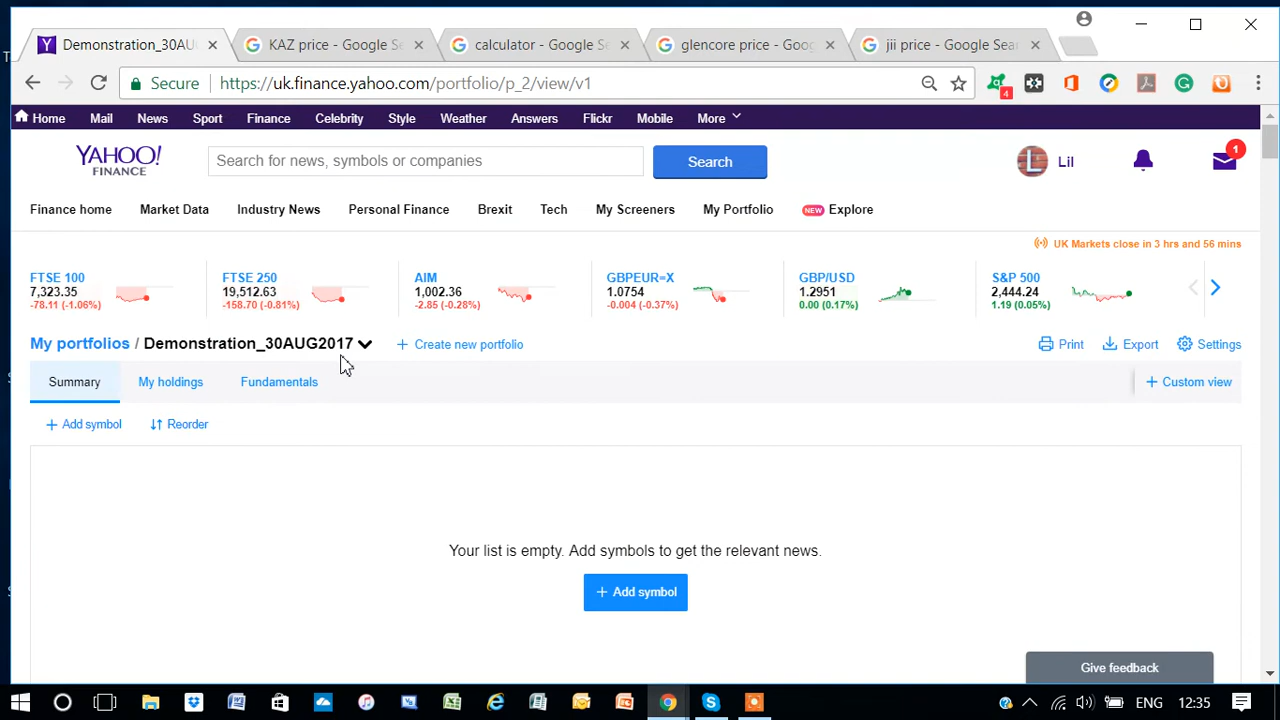 Demonstration_30AU
KAZ price - Google Se
calculator - Google Se
glencore price - Goog
jii price - Google Sear
Secure
https://uk.finance.yahoo.com/portfolio/p_2/view/v1
4
Home Mail News Sport Finance Celebrity Style Weather Answers Flickr Mobile More
YAHOO!
FINANCE
Search for news, symbols or companies
Search
Lil
1
Finance home Market Data Industry News Personal Finance Brexit Tech My Screeners My Portfolio NEW Explore
UK Markets close in 3 hrs and 56 mins
FTSE 100 FTSE 250 AIM GBPEUR=X GBP/USD S&P 500
7,323.35 19,512.63 1,002.36 1.0754 1.2951 2,444.24
-78.11 (-1.06%) -158.70 (-0.81%) -2.85 (-0.28%) -0.004 (-0.37%) 0.00 (0.17%) 1.19 (0.05%)
My portfolios / Demonstration_30AUG2017 + Create new portfolio Print Export Settings
Summary My holdings Fundamentals + Custom view
+ Add symbol Reorder
Your list is empty. Add symbols to get the relevant news.
+ Add symbol
Give feedback
ENG 12:35